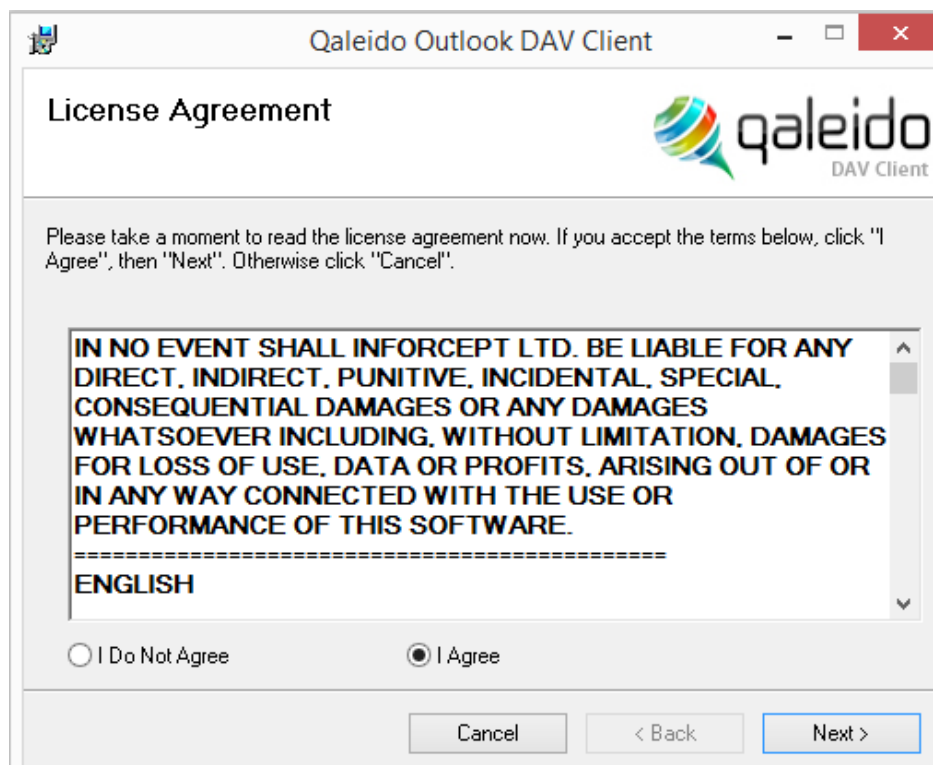 Qaleido Outlook DAV Client
License Agreement
qaleido
DAV Client
Please take a moment to read the license agreement now. If you accept the terms below, click "I
Agree", then "Next". Otherwise click "Cancel".
IN NO EVENT SHALL INFORCEPT LTD. BE LIABLE FOR ANY
DIRECT, INDIRECT, PUNITIVE, INCIDENTAL, SPECIAL,
CONSEQUENTIAL DAMAGES OR ANY DAMAGES
WHATSOEVER INCLUDING, WITHOUT LIMITATION, DAMAGES
FOR LOSS OF USE, DATA OR PROFITS, ARISING OUT OF OR
IN ANY WAY CONNECTED WITH THE USE OR
PERFORMANCE OF THIS SOFTWARE.
==============================================
ENGLISH
I Do Not Agree
I Agree
Cancel
< Back
Next >